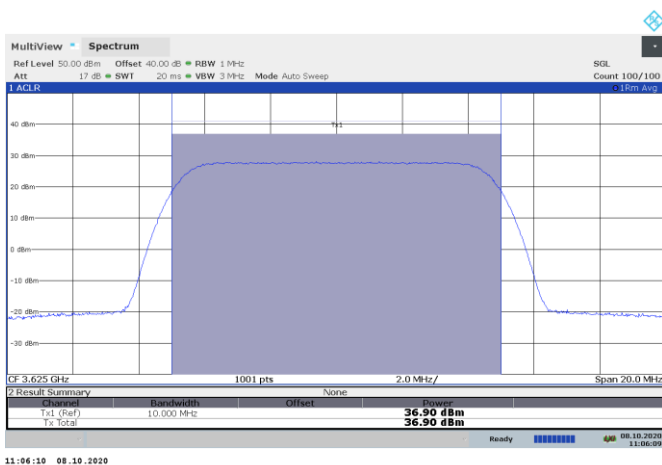 MultiView Spectrum
Ref Level 50.00 dBm Offset 40.00 dB RBW 1 MHz SGL
Att 17 dB SWT 20 ms VBW 3 MHz Mode Auto Sweep Count 100/100
1 ACLR 1Rm Avg
Tx1
40 dBm
30 dBm
20 dBm
10 dBm
0 dBm
-10 dBm
-20 dBm
-30 dBm
CF 3.625 GHz 1001 pts 2.0 MHz/ Span 20.0 MHz
2 Result Summary None
Channel Bandwidth Offset Power
Tx1 (Ref) 10.000 MHz 36.90 dBm
Tx Total 36.90 dBm
Ready 08.10.2020
11:06:09
11:06:10 08.10.2020